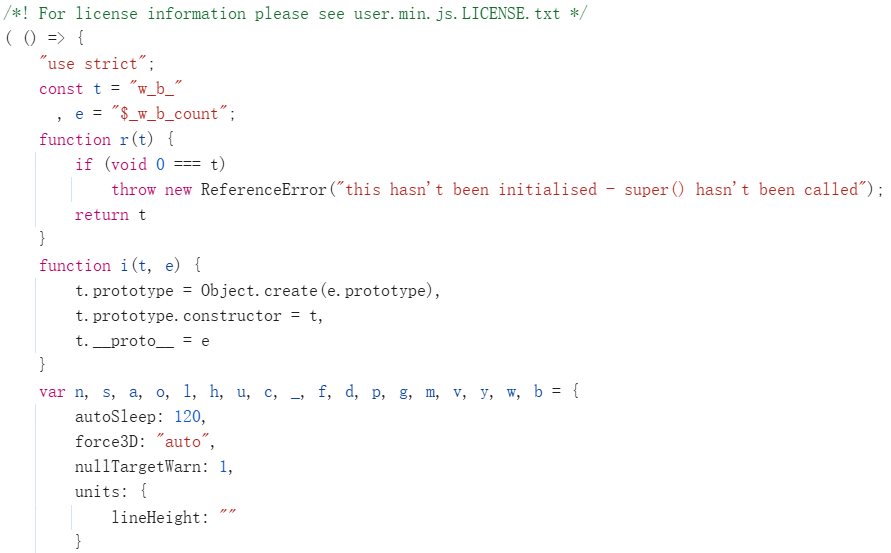 /*! For license information please see user.min.js.LICENSE.txt */
( () => {
    "use strict";
    const t = "w_b_"
      , e = "$_w_b_count";
    function r(t) {
        if (void 0 === t)
            throw new ReferenceError("this hasn't been initialised - super() hasn't been called");
        return t
    }
    function i(t, e) {
        t.prototype = Object.create(e.prototype),
        t.prototype.constructor = t,
        t.__proto__ = e
    }
    var n, s, a, o, l, h, u, c, _, f, d, p, g, m, v, y, w, b = {
        autoSleep: 120,
        force3D: "auto",
        nullTargetWarn: 1,
        units: {
            lineHeight: ""
        }